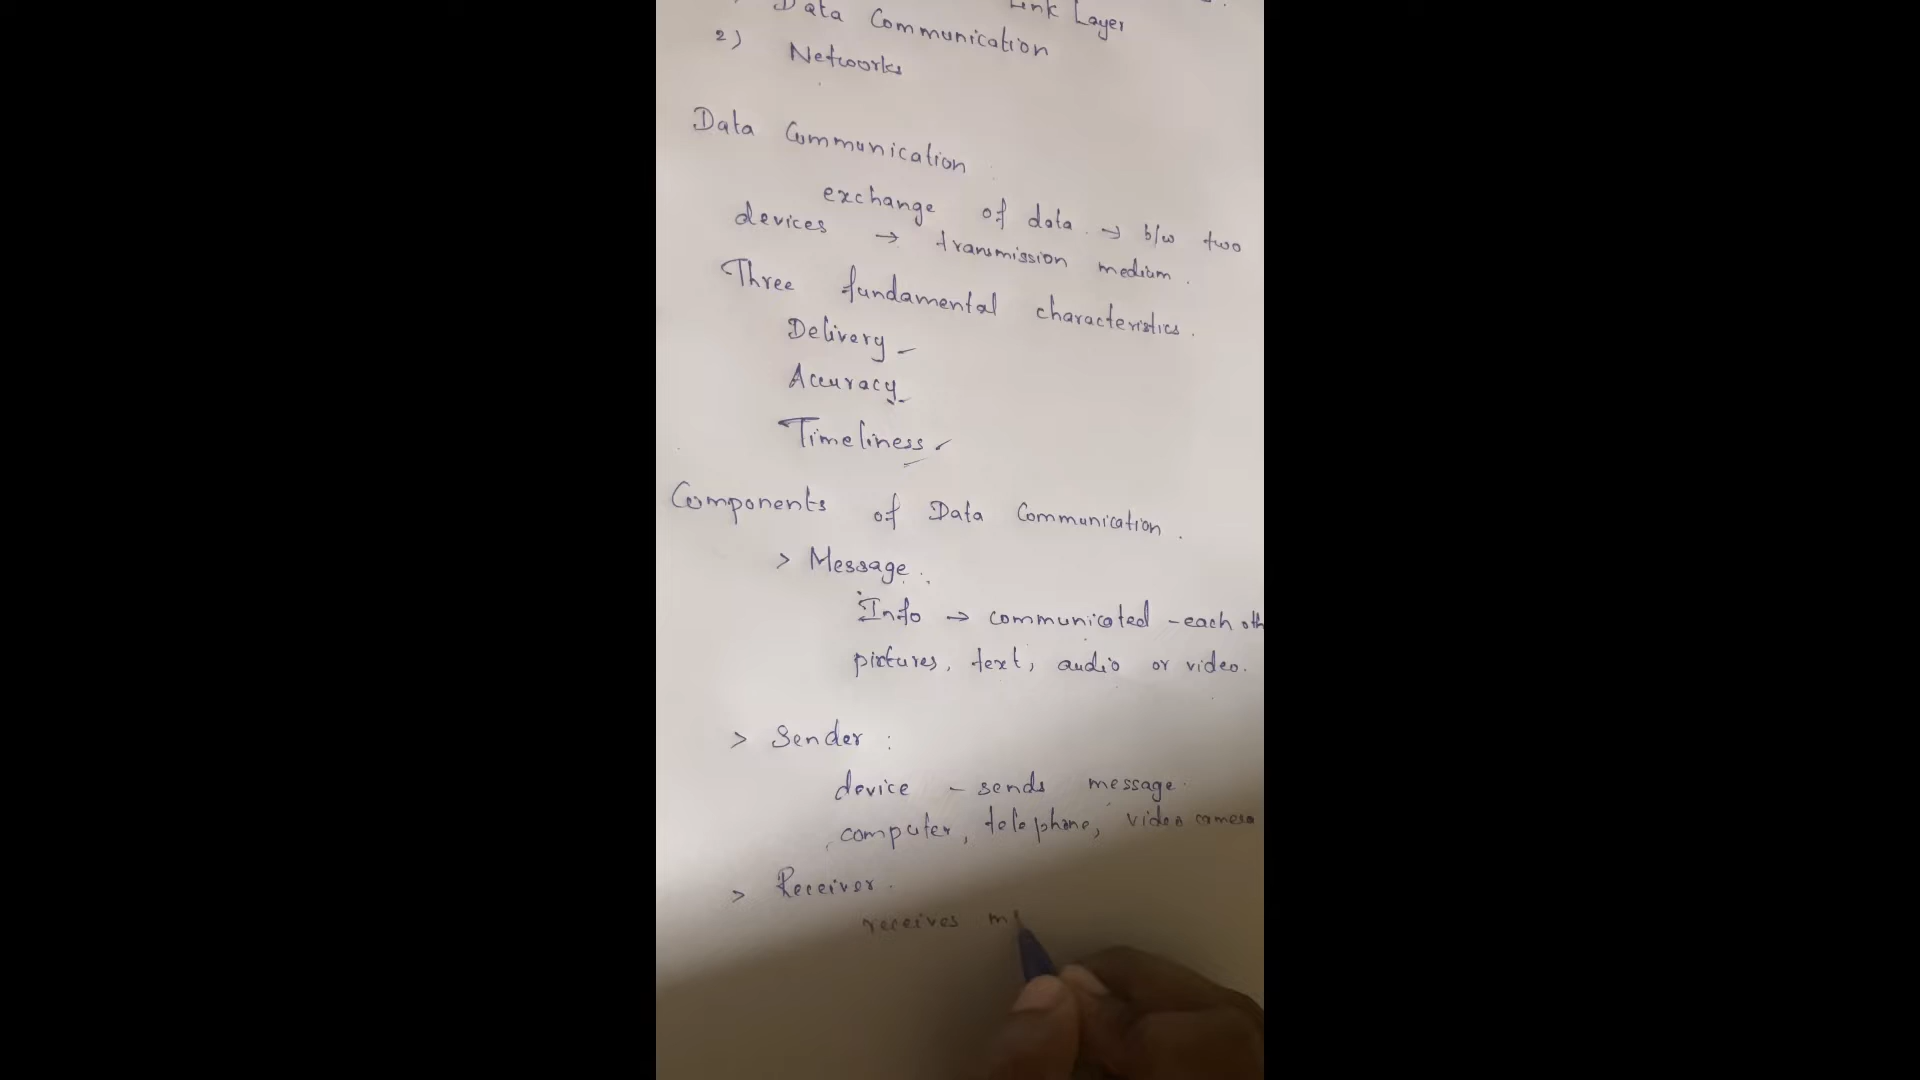 Link Layer
Data Communication
2) Networks
Data Communication
exchange of data → b/w two
devices → transmission medium.
Three fundamental characteristics.
Delivery -
Accuracy
Timeliness
Components of Data Communication.
> Message :
Info → communicated - each oth
pictures, text, audio or video.
> Sender :
device - sends message.
computer, telephone, video camera
> Receiver.
receives m